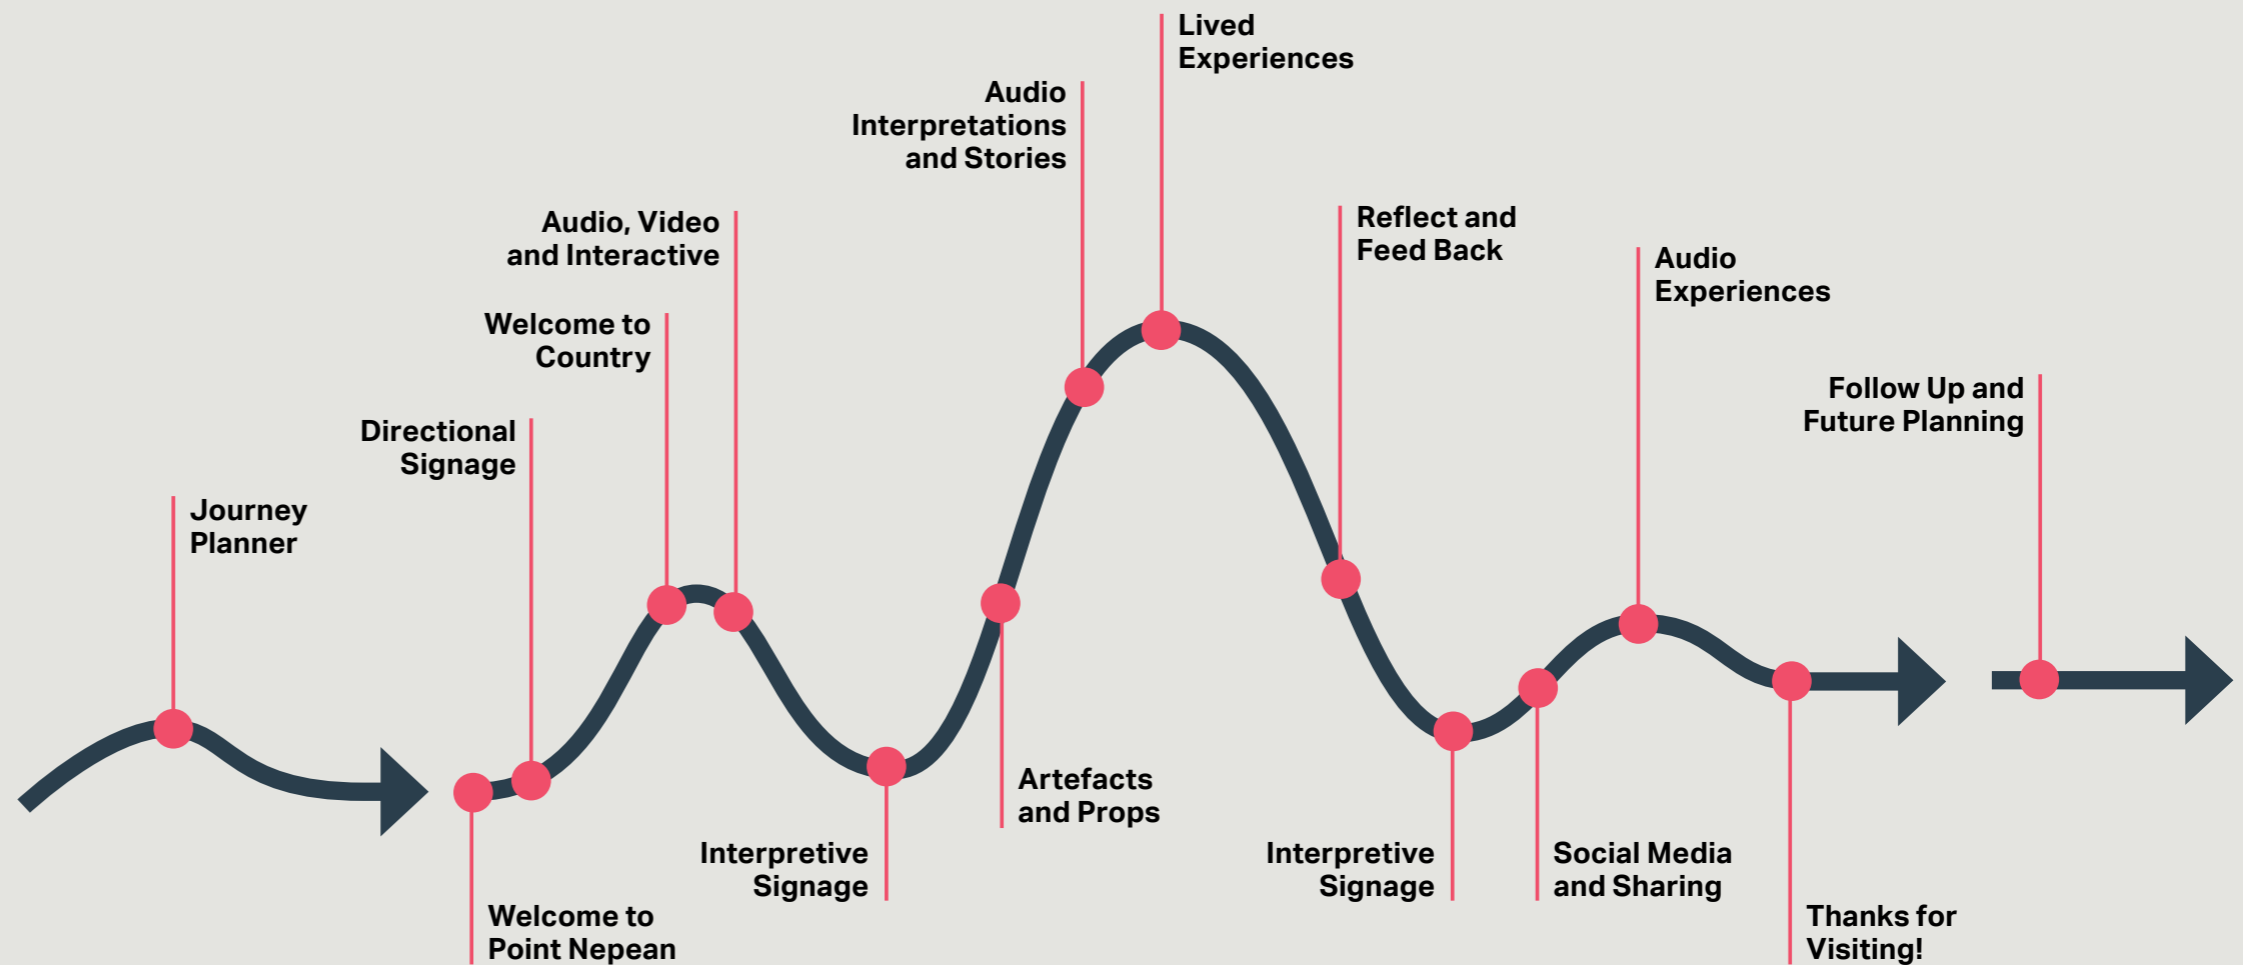 Journey
Planner
Welcome to
Point Nepean
Directional
Signage
Welcome to
Country
Audio, Video
and Interactive
Interpretive
Signage
Artefacts
and Props
Audio
Interpretations
and Stories
Lived
Experiences
Reflect and
Feed Back
Interpretive
Signage
Social Media
and Sharing
Audio
Experiences
Thanks for
Visiting!
Follow Up and
Future Planning